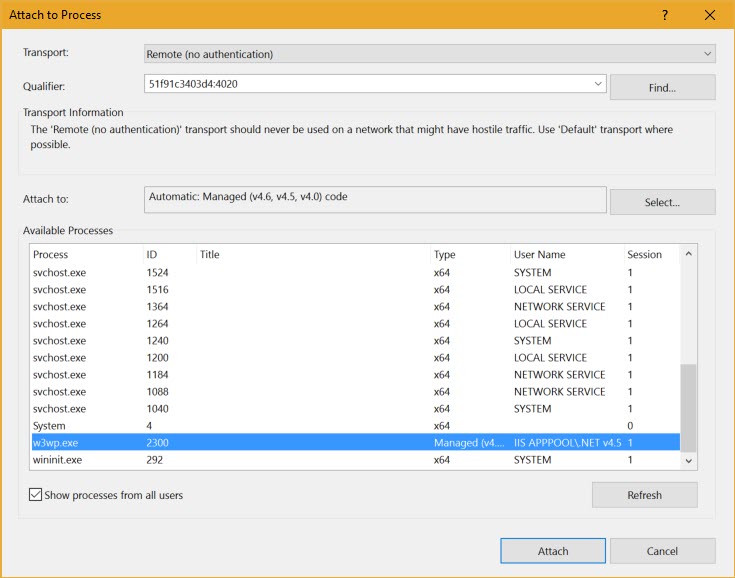 Attach to Process
Transport: Remote (no authentication)
Qualifier: 51f91c3403d4:4020 Find...
Transport Information
The 'Remote (no authentication)' transport should never be used on a network that might have hostile traffic. Use 'Default' transport where
possible.
Attach to: Automatic: Managed (v4.6, v4.5, v4.0) code Select...
Available Processes
Process ID Title Type User Name Session
svchost.exe 1524 x64 SYSTEM 1
svchost.exe 1516 x64 LOCAL SERVICE 1
svchost.exe 1364 x64 NETWORK SERVICE 1
svchost.exe 1264 x64 LOCAL SERVICE 1
svchost.exe 1240 x64 SYSTEM 1
svchost.exe 1200 x64 LOCAL SERVICE 1
svchost.exe 1184 x64 NETWORK SERVICE 1
svchost.exe 1088 x64 NETWORK SERVICE 1
svchost.exe 1040 x64 SYSTEM 1
System 4 x64 0
w3wp.exe 2300 Managed (v4.... IIS APPPOOL\.NET v4.5 1
wininit.exe 292 x64 SYSTEM 1
Show processes from all users Refresh
Attach Cancel